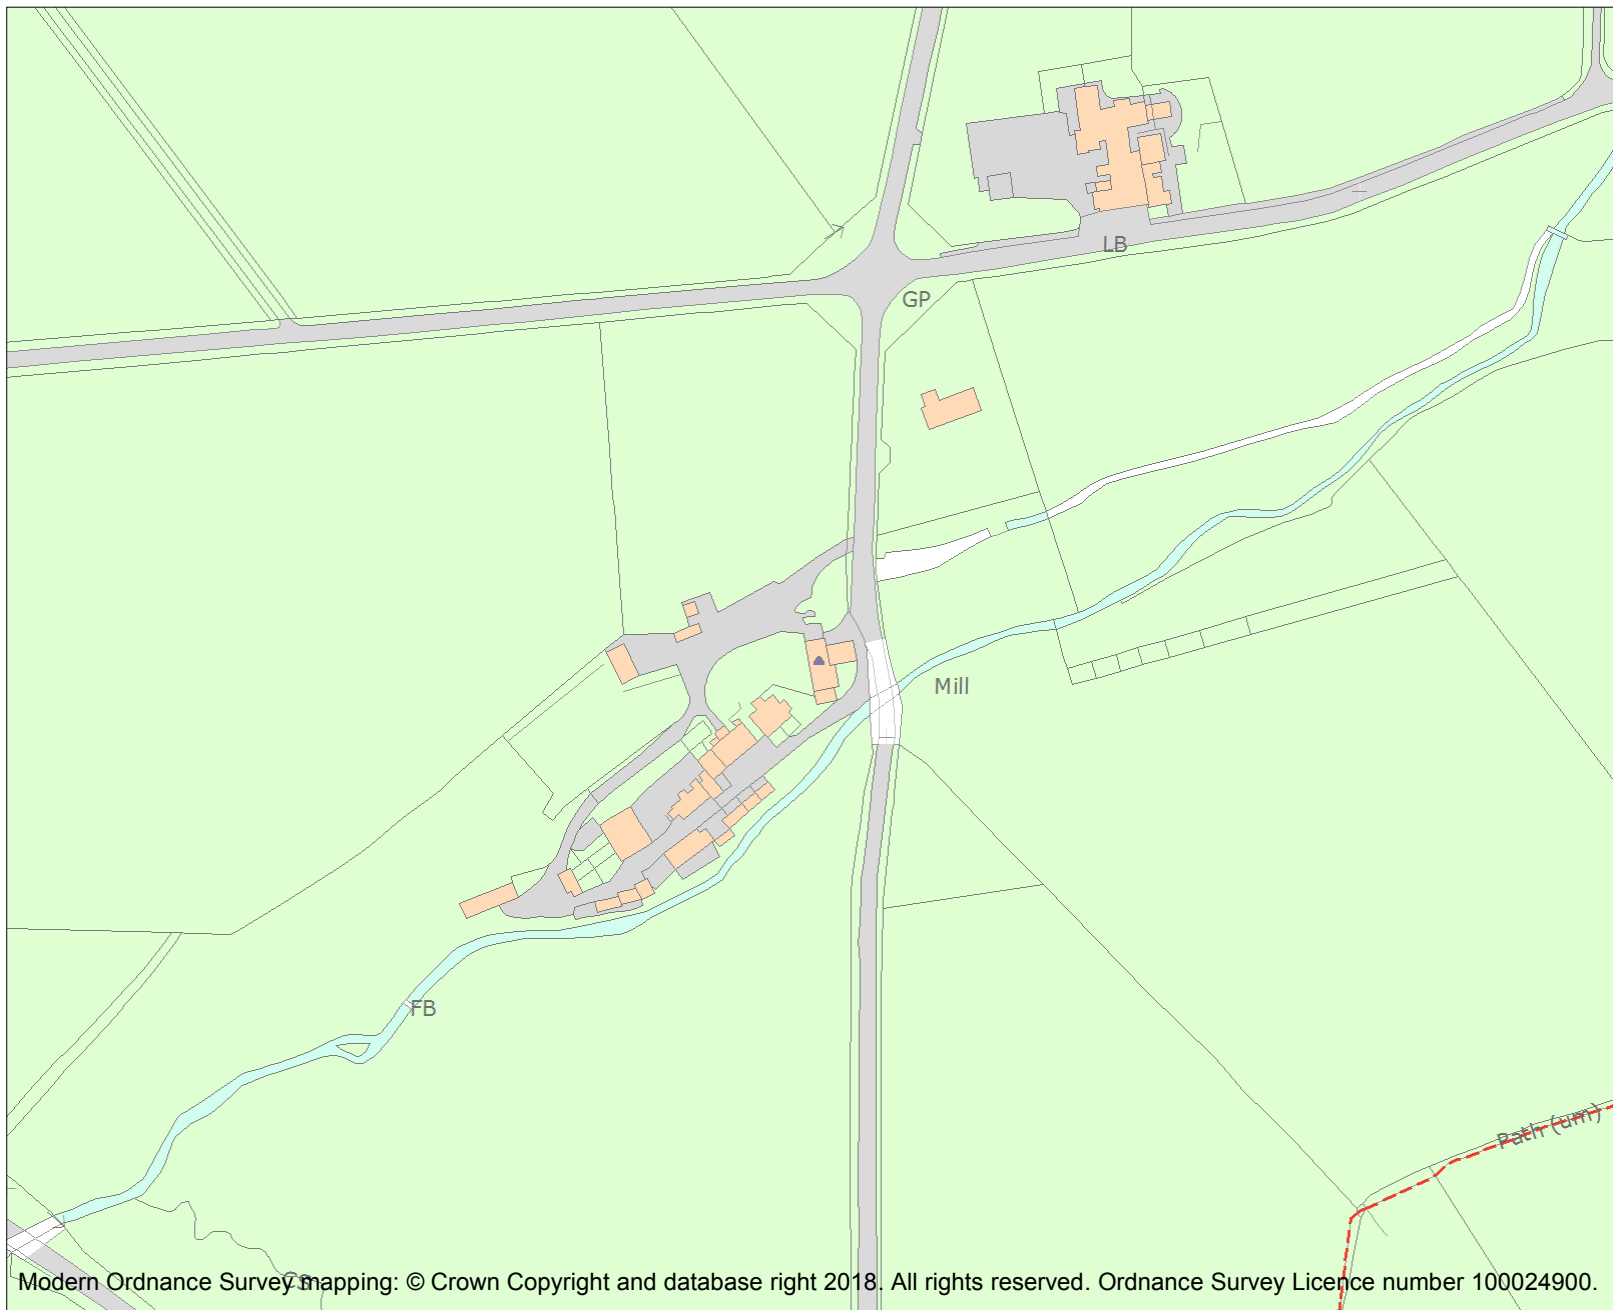 LB
GP
Mill
FB
Path (um)
CS
Modern Ordnance Survey mapping: © Crown Copyright and database right 2018. All rights reserved. Ordnance Survey Licence number 100024900.